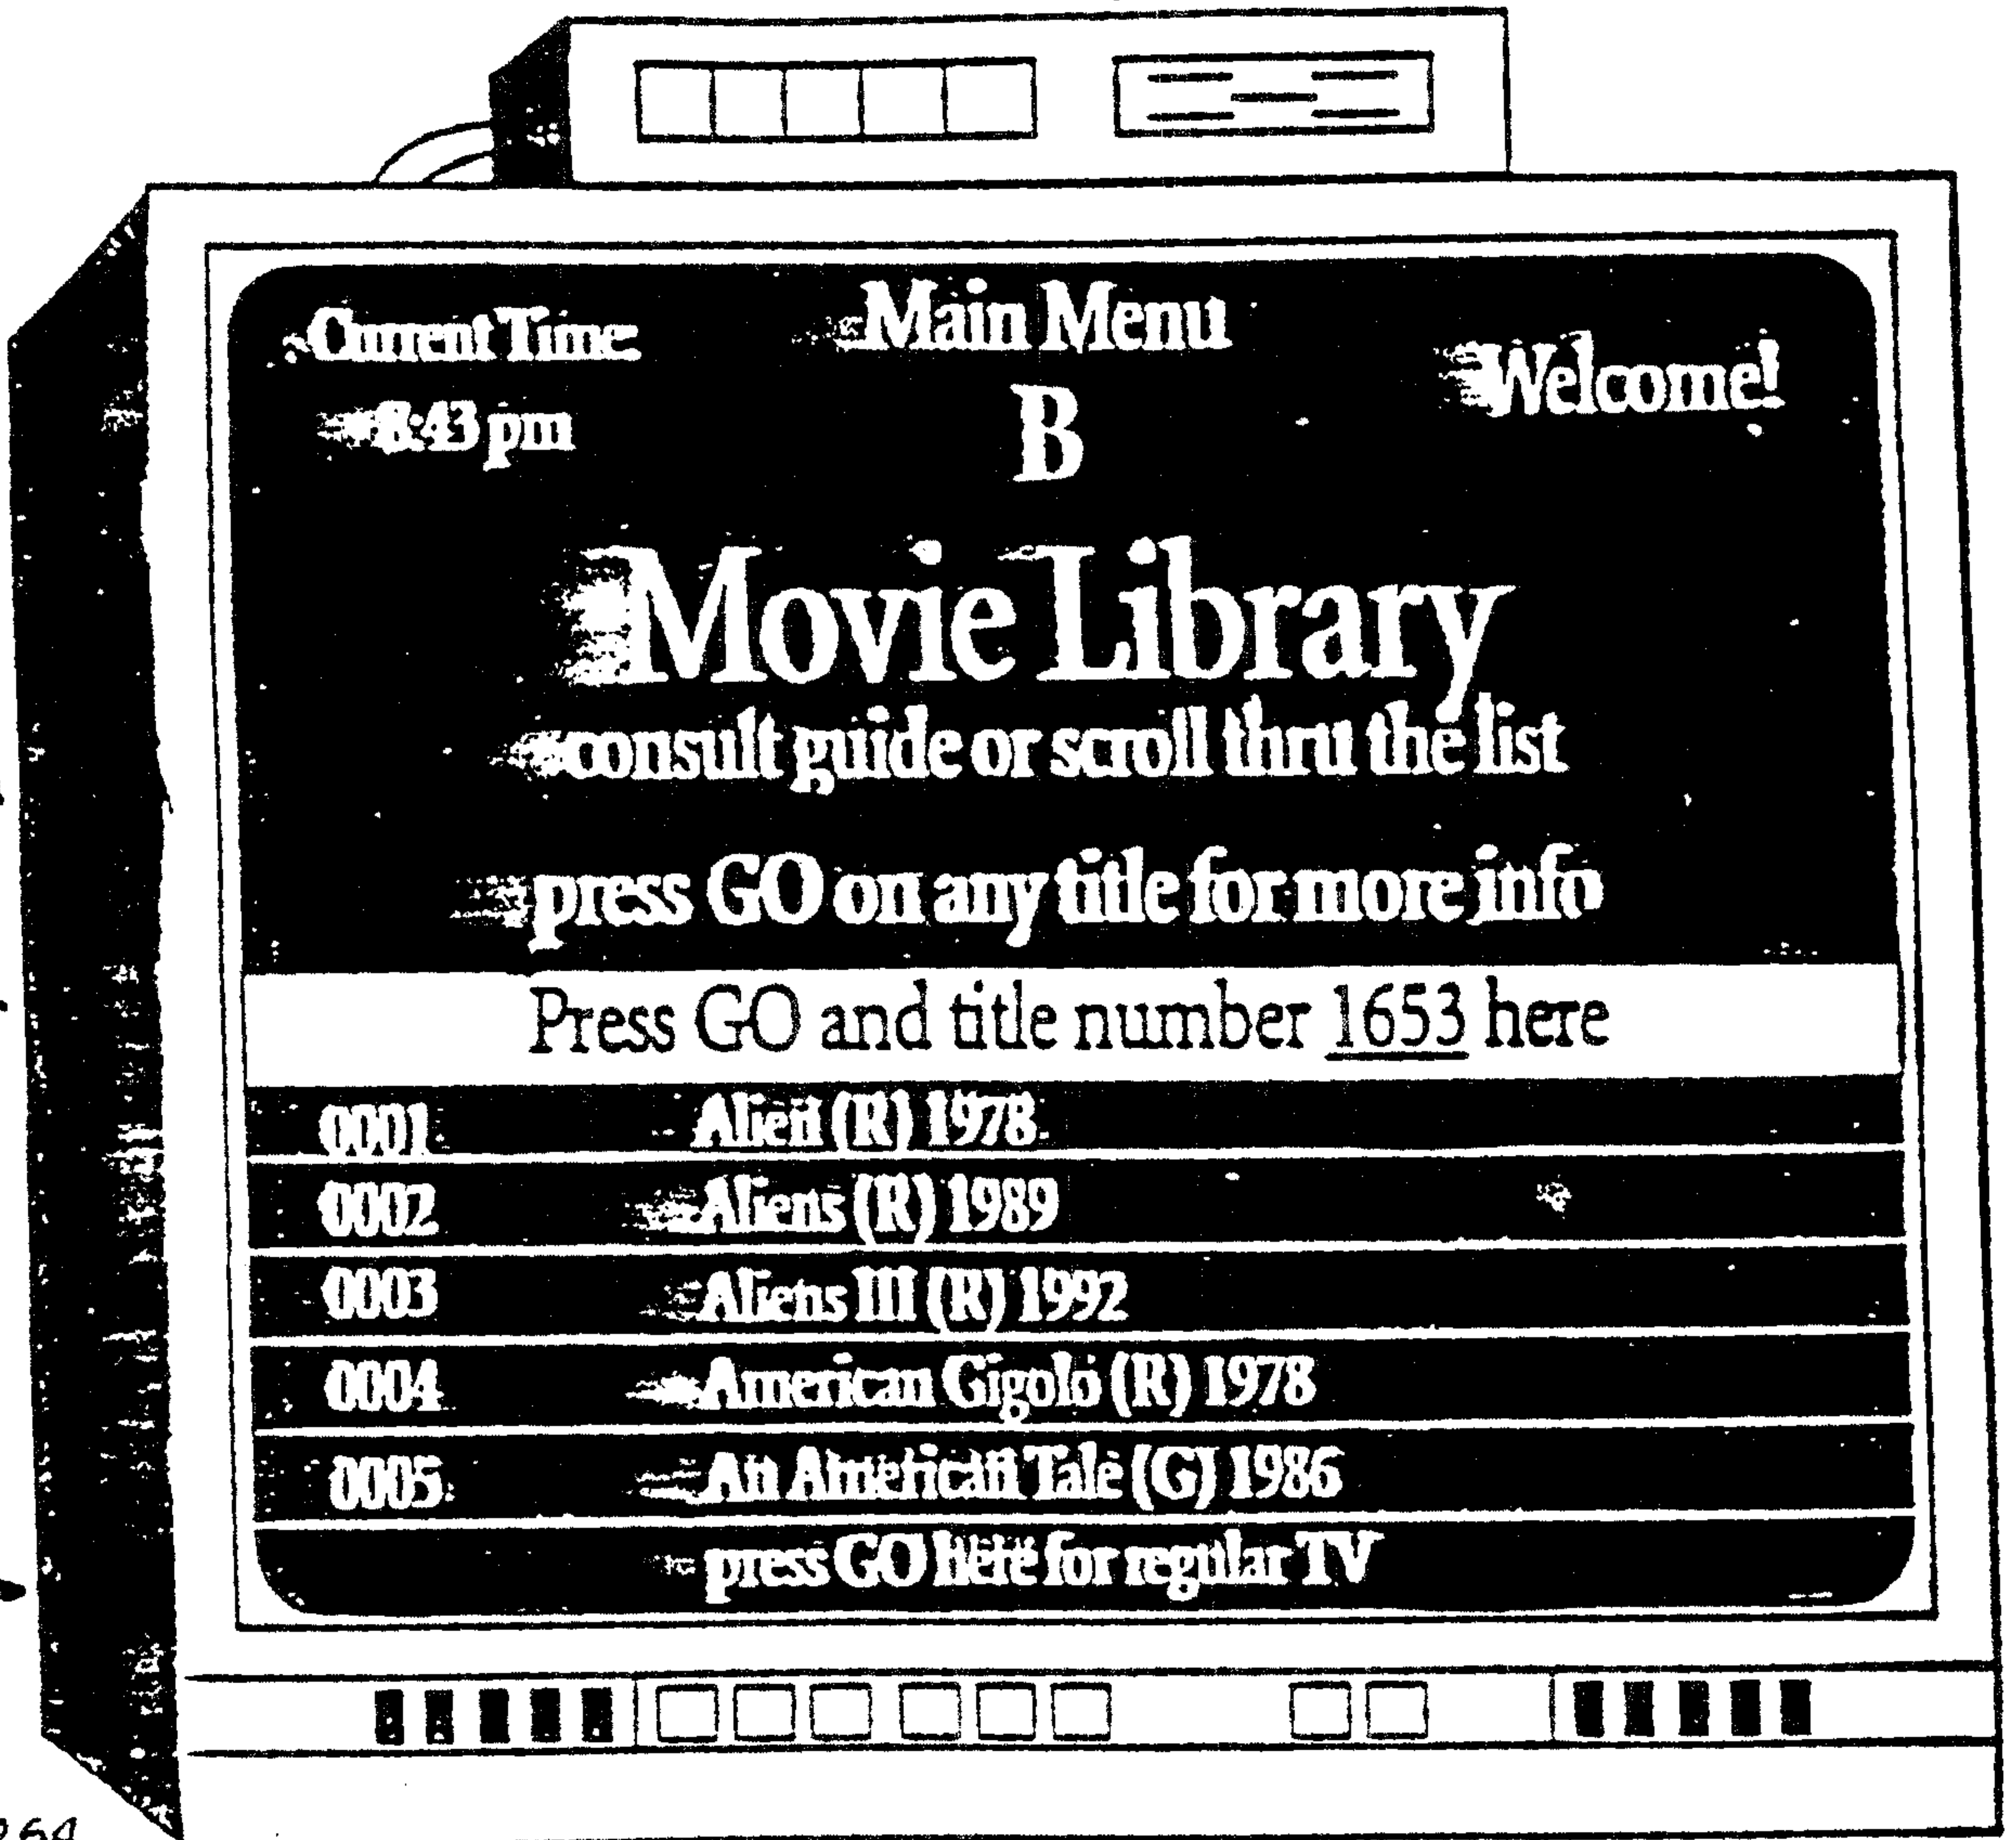 Main Menu
Current Time
Welcome!
8:43 pm
B
Movie Library
consult guide or scroll thru the list
press GO on any title for more info
Press GO and title number 1653 here
0001 Alien (R) 1978
0002 Aliens (R) 1989
0003 Aliens III (R) 1992
0004 American Gigolo (R) 1978
0005 An American Tale (G) 1986
press GO here for regular TV